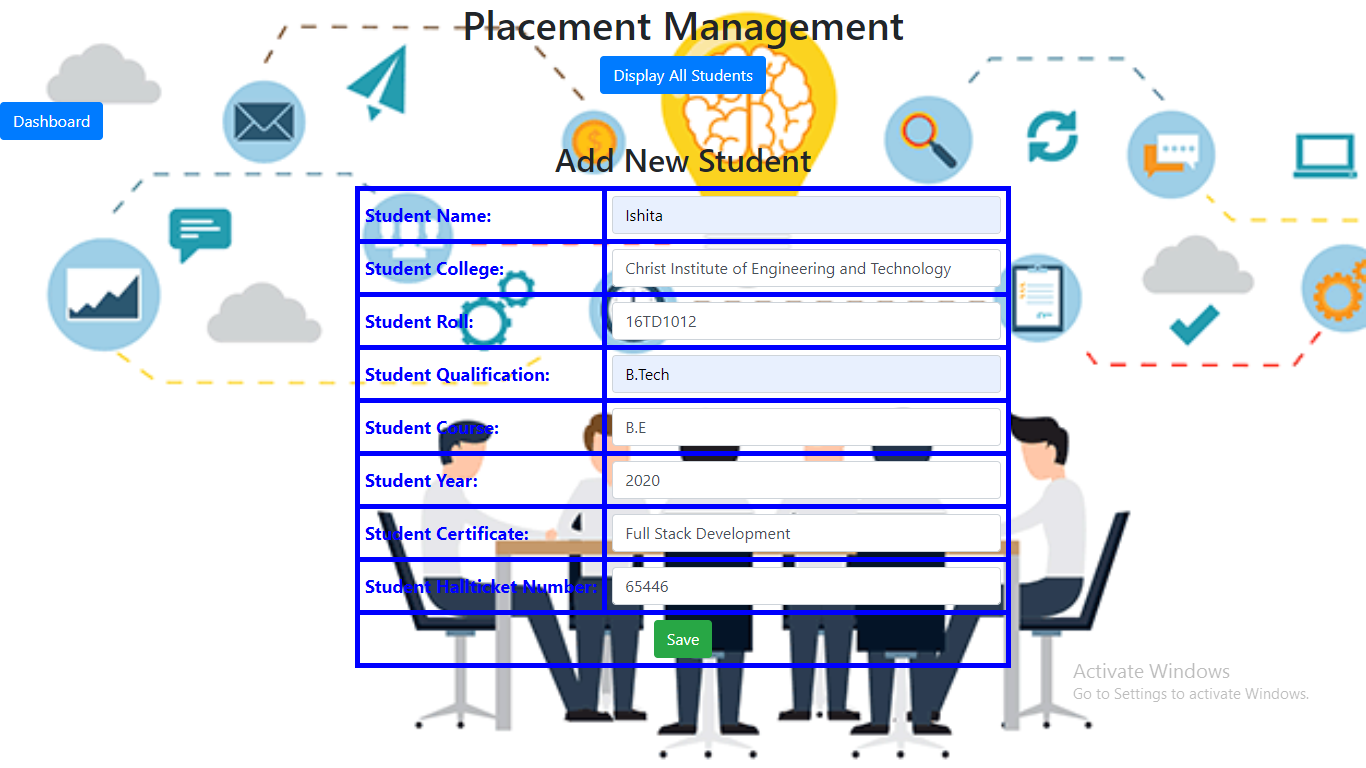 Placement Management
Display All Students
Dashboard
Add New Student
Student Name: Ishita
Student College: Christ Institute of Engineering and Technology
Student Roll: 16TD1012
Student Qualification: B.Tech
Student Course: B.E
Student Year: 2020
Student Certificate: Full Stack Development
Student Hallticket Number: 65446
Save
Activate Windows
Go to Settings to activate Windows.